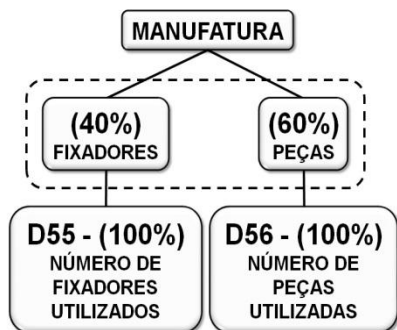 MANUFATURA
(40%)
FIXADORES
(60%)
PEÇAS
D55 - (100%)
NÚMERO DE
FIXADORES
UTILIZADOS
D56 - (100%)
NÚMERO DE
PEÇAS
UTILIZADAS